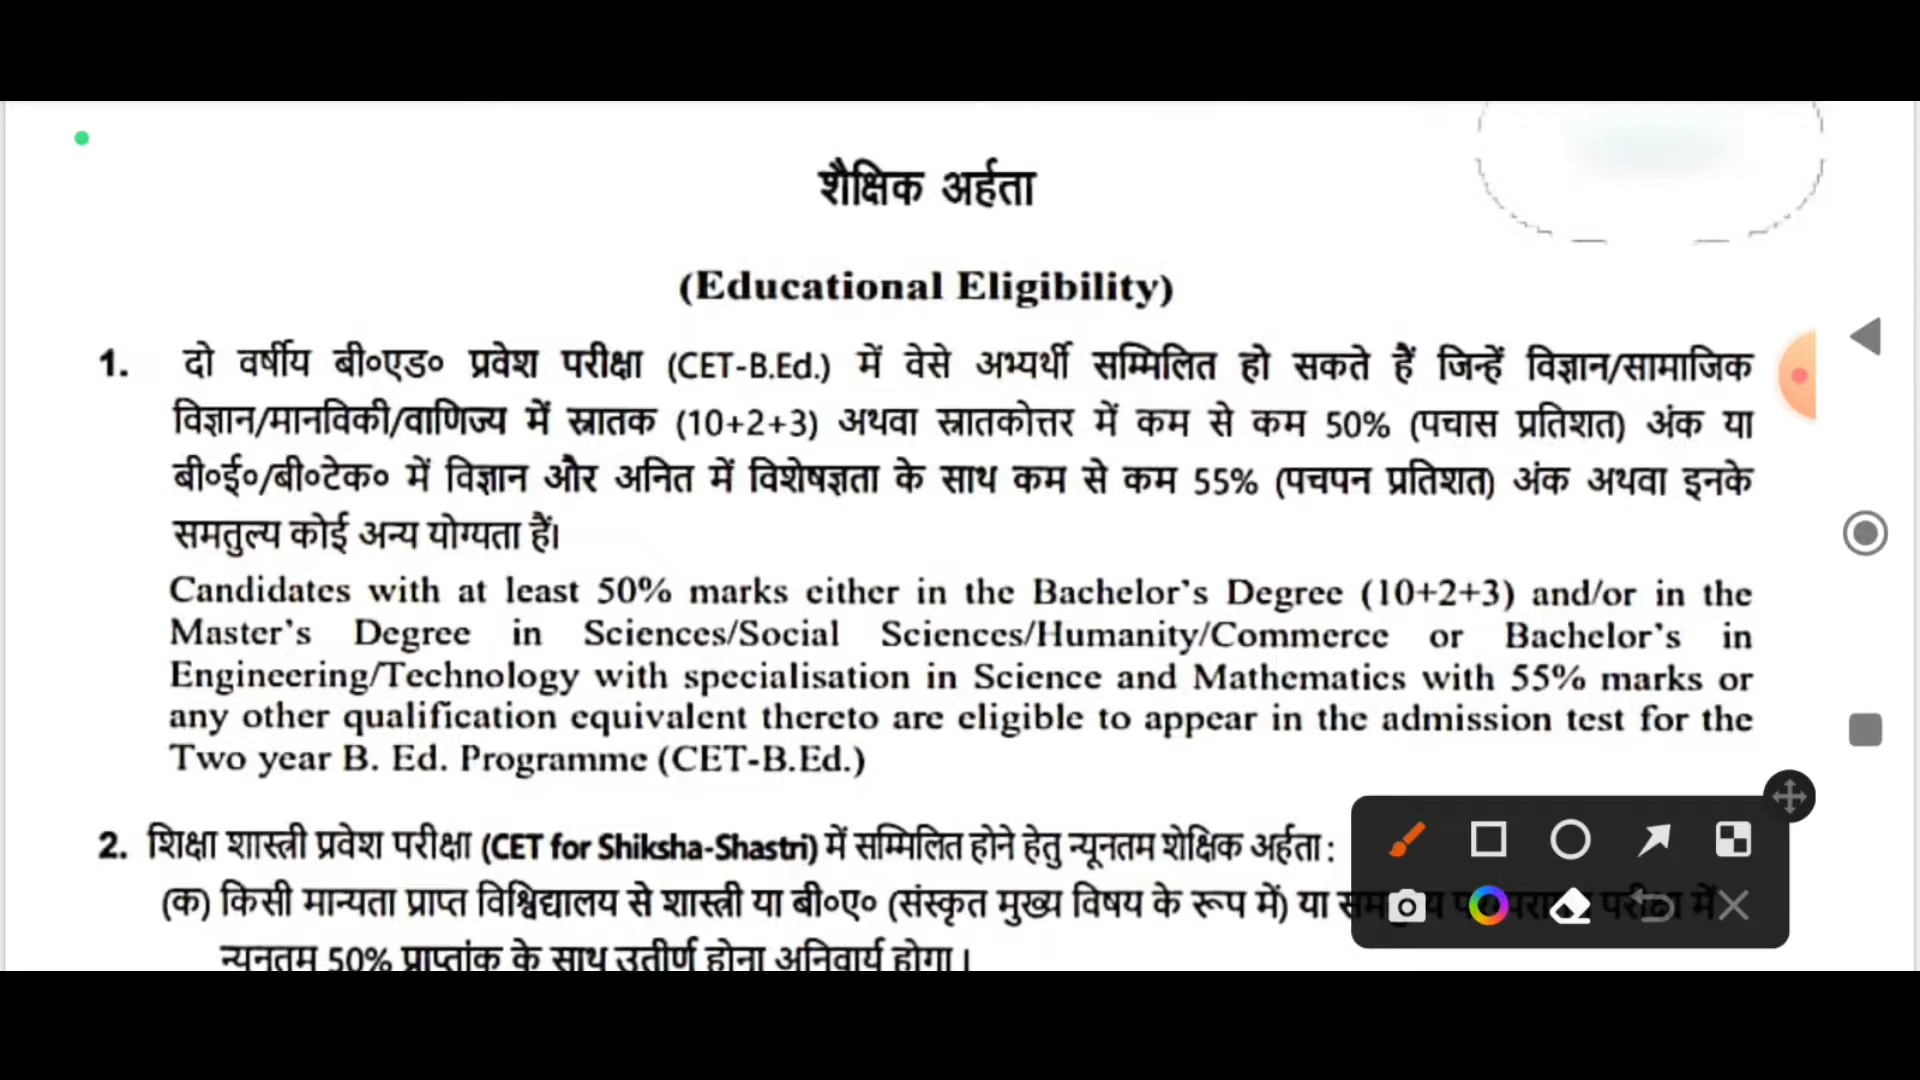 शैक्षिक अर्हता
(Educational Eligibility)
1. दो वर्षीय बी०एड० प्रवेश परीक्षा (CET-B.Ed.) में वेसे अभ्यर्थी सम्मिलित हो सकते हैं जिन्हें विज्ञान/सामाजिक
विज्ञान/मानविकी/वाणिज्य में स्नातक (10+2+3) अथवा स्नातकोत्तर में कम से कम 50% (पचास प्रतिशत) अंक या
बी०ई०/बी०टेक० में विज्ञान और अनित में विशेषज्ञता के साथ कम से कम 55% (पचपन प्रतिशत) अंक अथवा इनके
समतुल्य कोई अन्य योग्यता हैं।
Candidates with at least 50% marks either in the Bachelor's Degree (10+2+3) and/or in the
Master's Degree in Sciences/Social Sciences/Humanity/Commerce or Bachelor's in
Engineering/Technology with specialisation in Science and Mathematics with 55% marks or
any other qualification equivalent thereto are eligible to appear in the admission test for the
Two year B. Ed. Programme (CET-B.Ed.)
2. शिक्षा शास्त्री प्रवेश परीक्षा (CET for Shiksha-Shastri) में सम्मिलित होने हेतु न्यूनतम शेक्षिक अर्हता :
(क) किसी मान्यता प्राप्त विश्विद्यालय से शास्त्री या बी०ए० (संस्कृत मुख्य विषय के रूप में) या परीक्षा में
न्यूनतम 50% प्राप्तांक के साथ उतीर्ण होना अनिवार्य होगा।